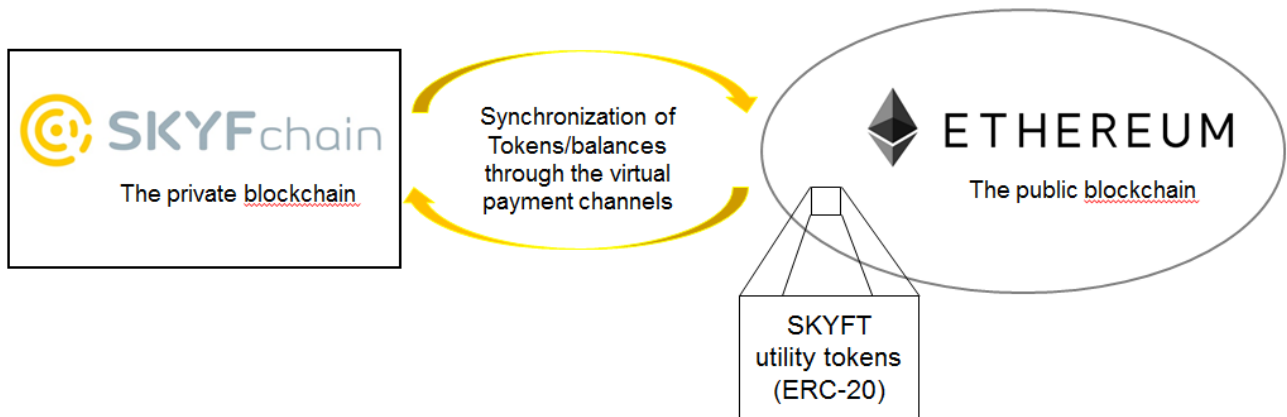 SKYFchain
The private blockchain
Synchronization of
Tokens/balances
through the virtual
payment channels
ETHEREUM
The public blockchain
SKYFT
utility tokens
(ERC-20)